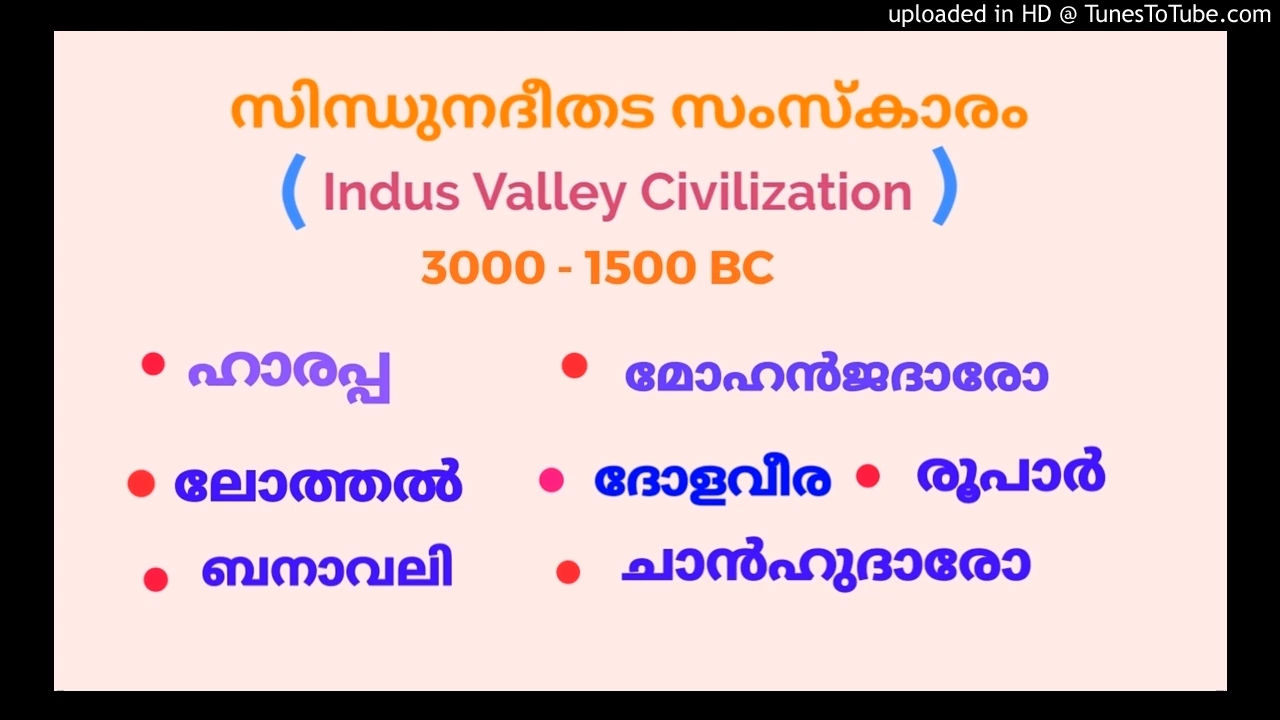 uploaded in HD @ TunesToTube.com
സിന്ധുനദീതട സംസ്കാരം
( Indus Valley Civilization )
3000 - 1500 BC
• ഹാരപ്പ • മോഹൻജദാരോ
• ലോത്തൽ • ദോളവീര • രൂപാർ
• ബനാവലി • ചാൻഹുദാരോ